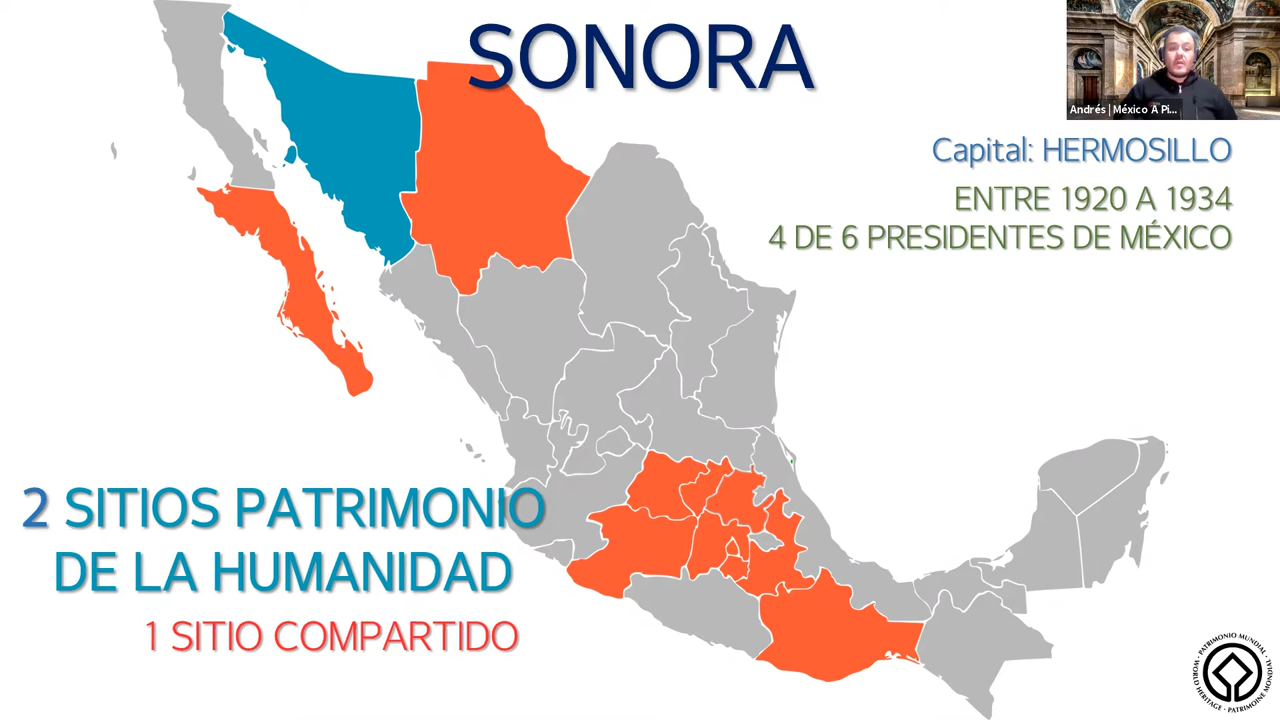 SONORA
Andrés | México A Pi...
Capital: HERMOSILLO
ENTRE 1920 A 1934
4 DE 6 PRESIDENTES DE MÉXICO
2 SITIOS PATRIMONIO
DE LA HUMANIDAD
1 SITIO COMPARTIDO
PATRIMONIO MUNDIAL • WORLD HERITAGE • PATRIMOINE MONDIAL •